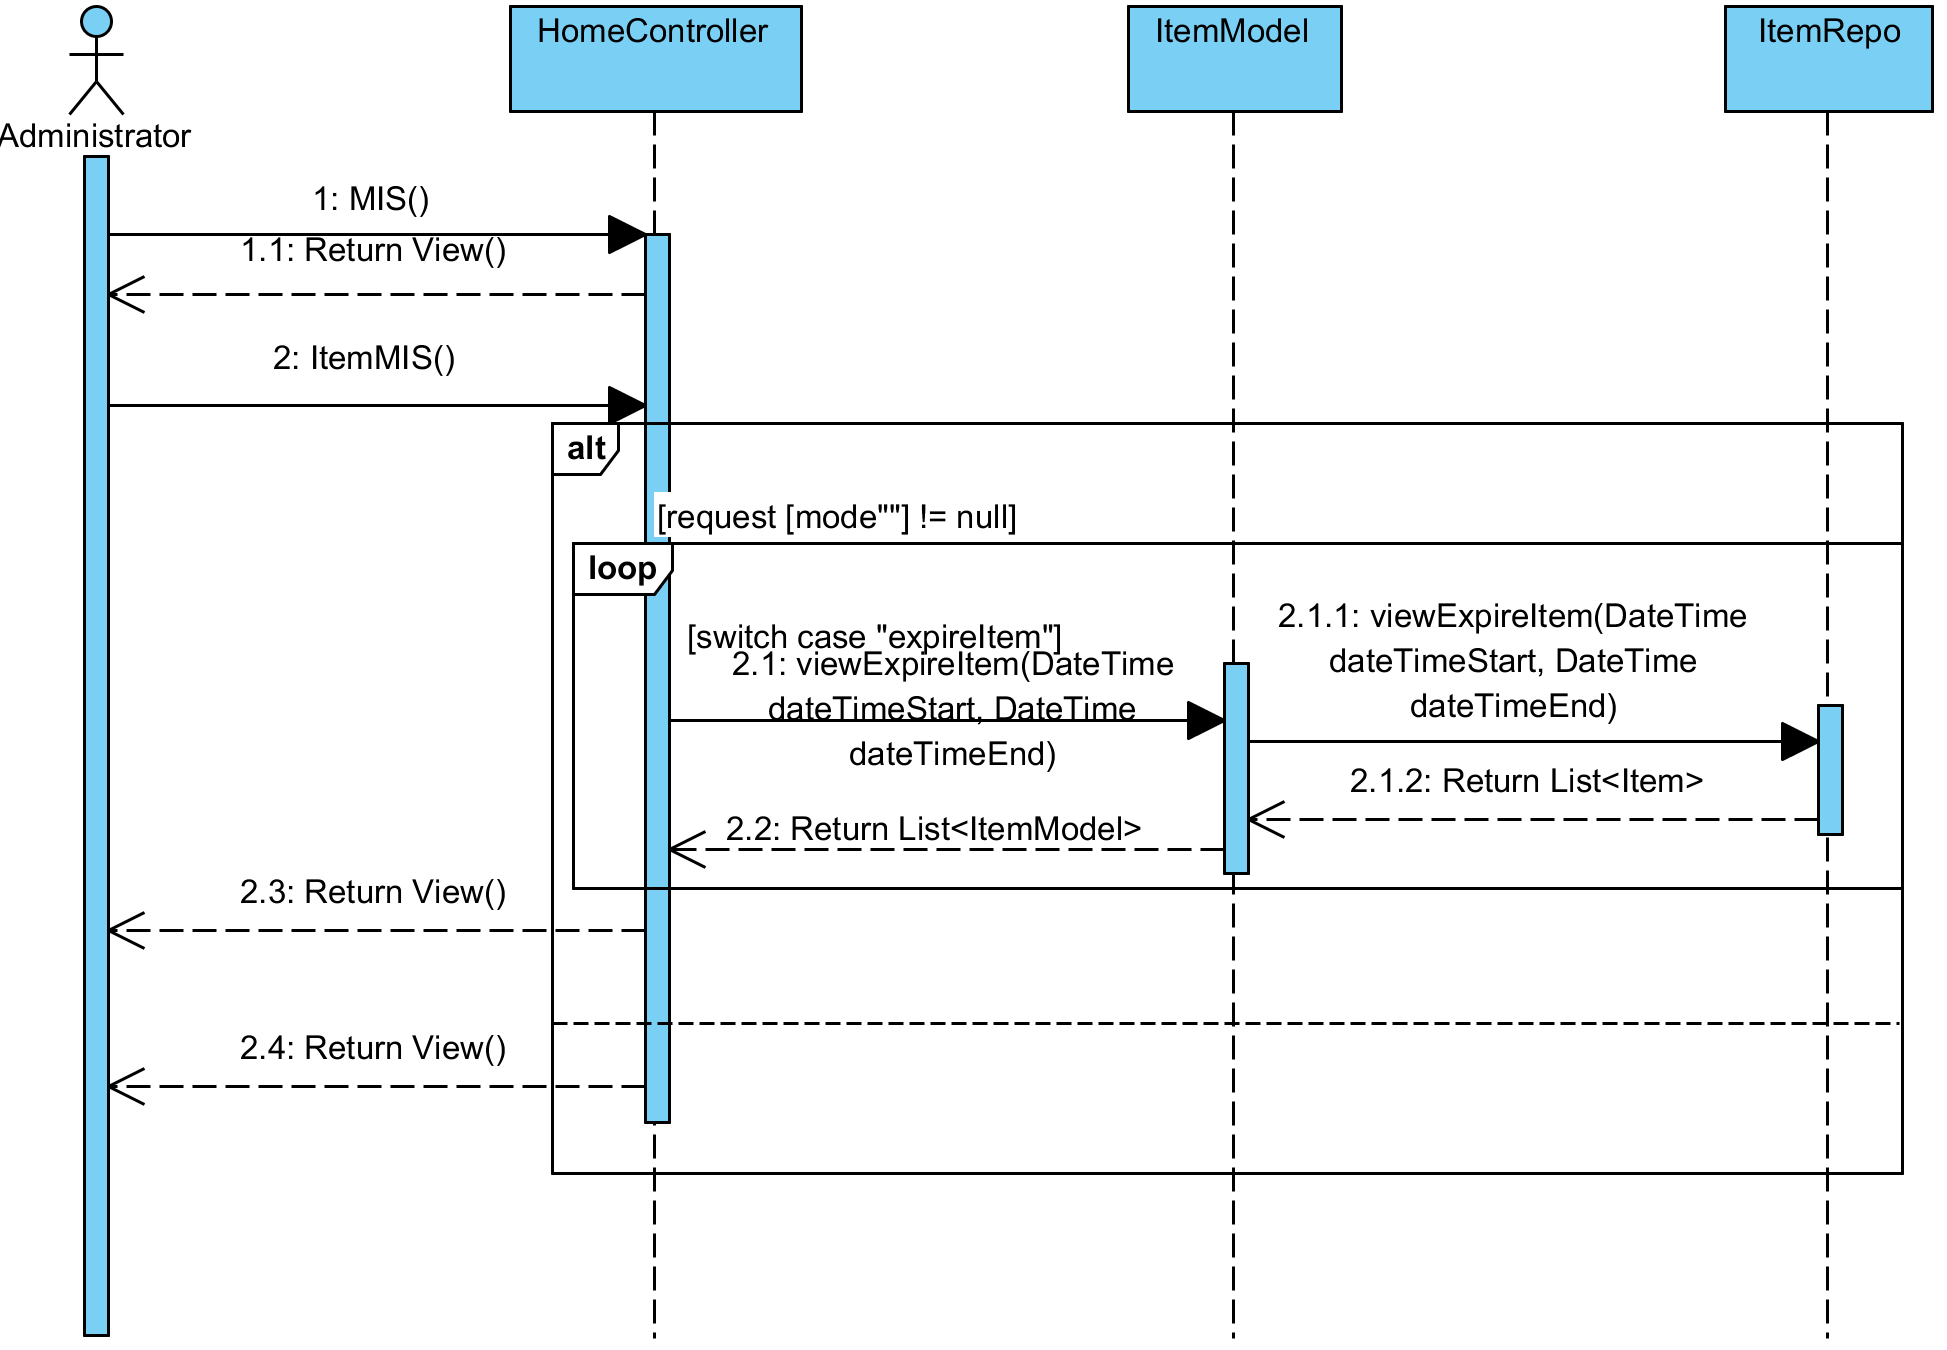 HomeController
ItemModel
ItemRepo
Administrator
1: MIS()
1.1: Return View()
2: ItemMIS()
alt
[request [mode""] != null]
loop
[switch case "expireItem"]
2.1: viewExpireItem(DateTime
dateTimeStart, DateTime
dateTimeEnd)
2.1.1: viewExpireItem(DateTime
dateTimeStart, DateTime
dateTimeEnd)
2.1.2: Return List<Item>
2.2: Return List<ItemModel>
2.3: Return View()
2.4: Return View()